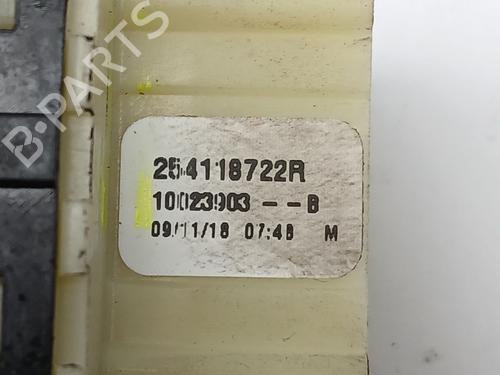 B-PARTS
254118722R
10023903 -- B
09/11/18 07:48 M